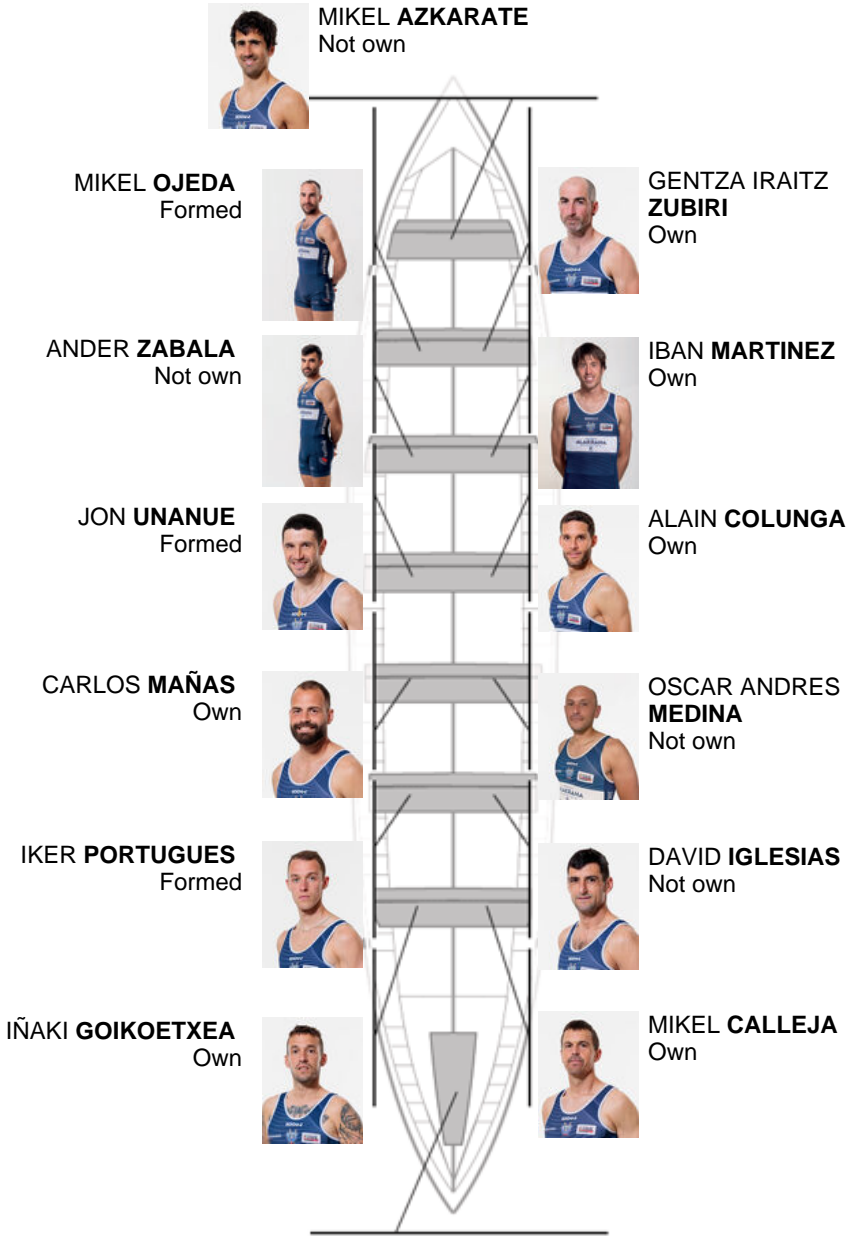 MIKEL AZKARATE
Not own
MIKEL OJEDA
Formed
GENTZA IRAITZ
ZUBIRI
Own
ANDER ZABALA
Not own
IBAN MARTINEZ
Own
JON UNANUE
Formed
ALAIN COLUNGA
Own
CARLOS MAÑAS
Own
OSCAR ANDRES
MEDINA
Not own
IKER PORTUGUES
Formed
DAVID IGLESIAS
Not own
IÑAKI GOIKOETXEA
Own
MIKEL CALLEJA
Own